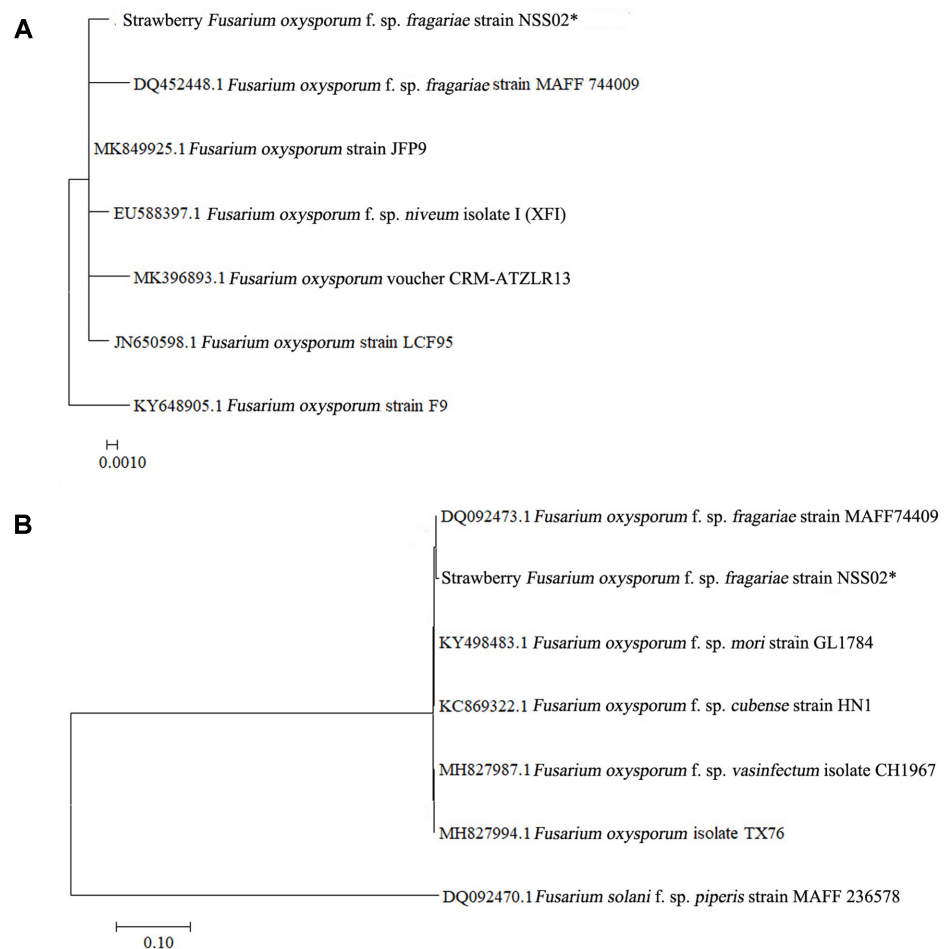 A
Strawberry Fusarium oxysporum f. sp. fragariae strain NSS02*
DQ452448.1 Fusarium oxysporum f. sp. fragariae strain MAFF 744009
MK849925.1 Fusarium oxysporum strain JFP9
EU588397.1 Fusarium oxysporum f. sp. niveum isolate I (XFI)
MK396893.1 Fusarium oxysporum voucher CRM-ATZLR13
JN650598.1 Fusarium oxysporum strain LCF95
KY648905.1 Fusarium oxysporum strain F9
0.0010
B
DQ092473.1 Fusarium oxysporum f. sp. fragariae strain MAFF74409
Strawberry Fusarium oxysporum f. sp. fragariae strain NSS02*
KY498483.1 Fusarium oxysporum f. sp. mori strain GL1784
KC869322.1 Fusarium oxysporum f. sp. cubense strain HN1
MH827987.1 Fusarium oxysporum f. sp. vasinfectum isolate CH1967
MH827994.1 Fusarium oxysporum isolate TX76
DQ092470.1 Fusarium solani f. sp. piperis strain MAFF 236578
0.10